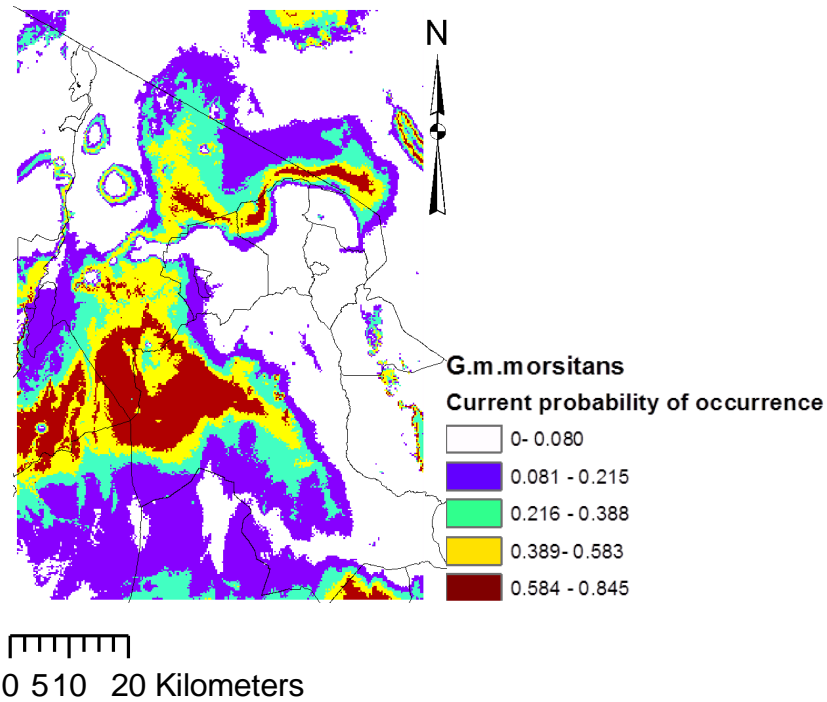 N
G.m.morsitans
Current probability of occurrence
0- 0.080
0.081 - 0.215
0.216 - 0.388
0.389- 0.583
0.584 - 0.845
0 510 20 Kilometers